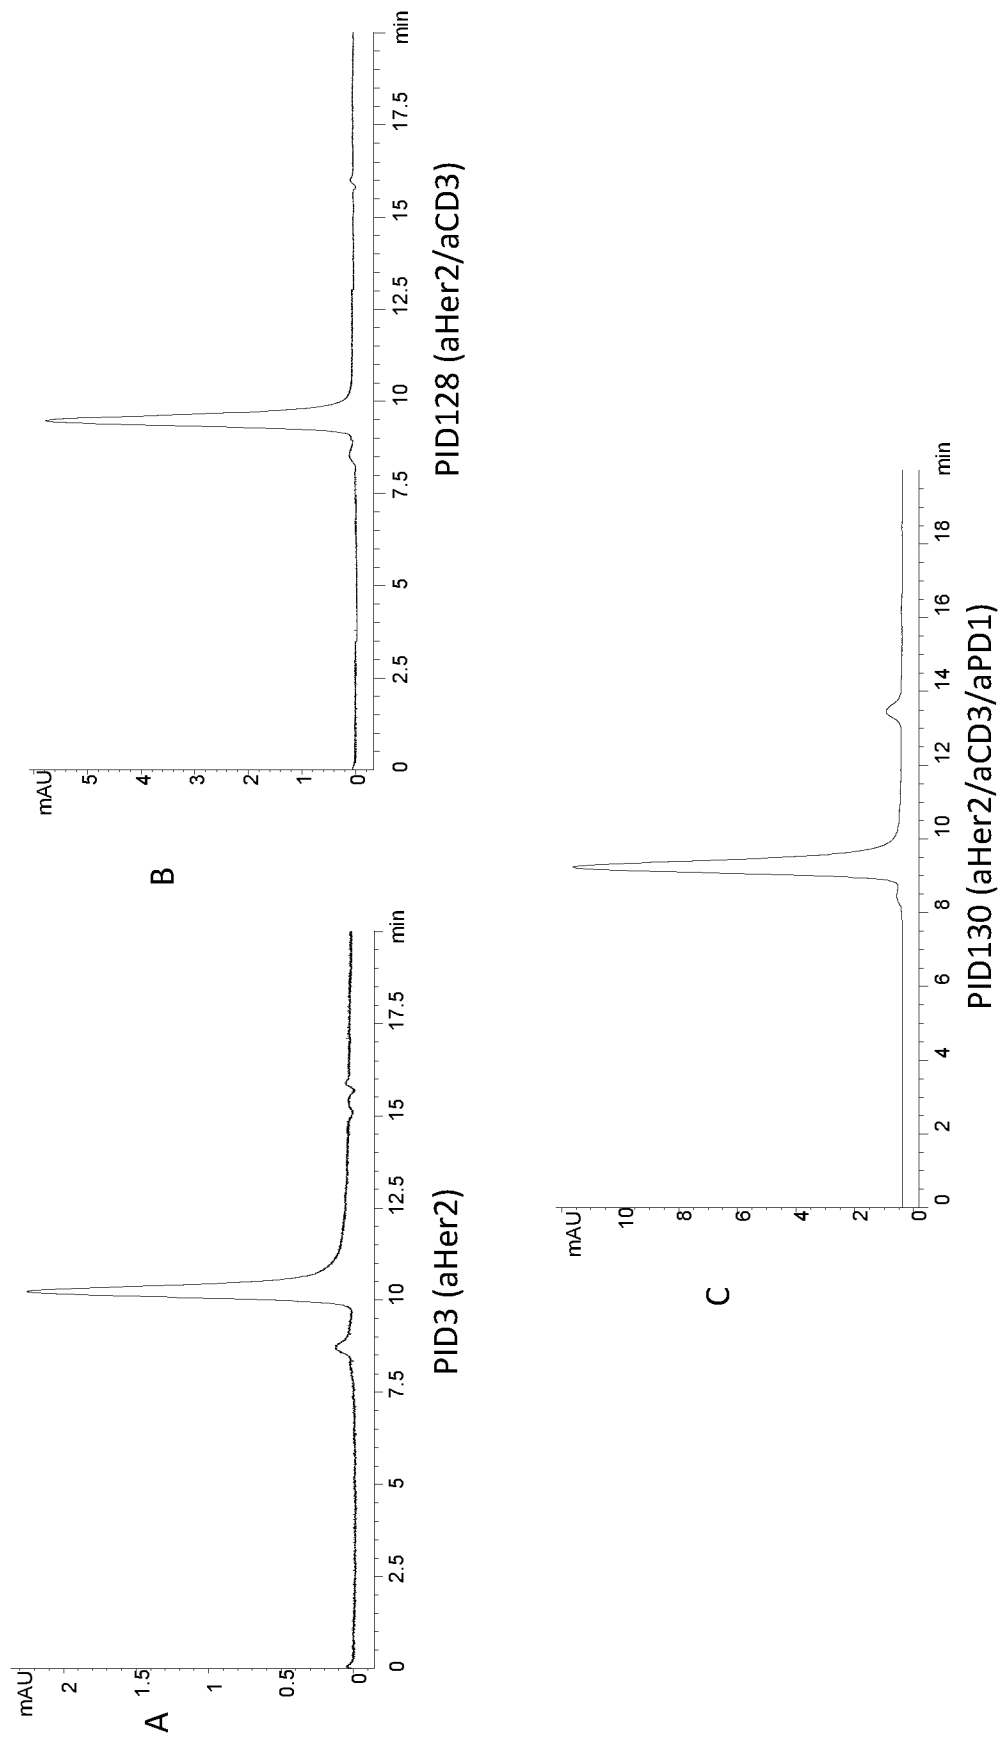 A
mAU
2
1.5
1
0.5
0
0 2.5 5 7.5 10 12.5 15 17.5 min
PID3 (aHer2)
B
mAU
5
4
3
2
1
0
0 2.5 5 7.5 10 12.5 15 17.5 min
PID128 (aHer2/aCD3)
C
mAU
10
8
6
4
2
0
0 2 4 6 8 10 12 14 16 18 min
PID130 (aHer2/aCD3/aPD1)